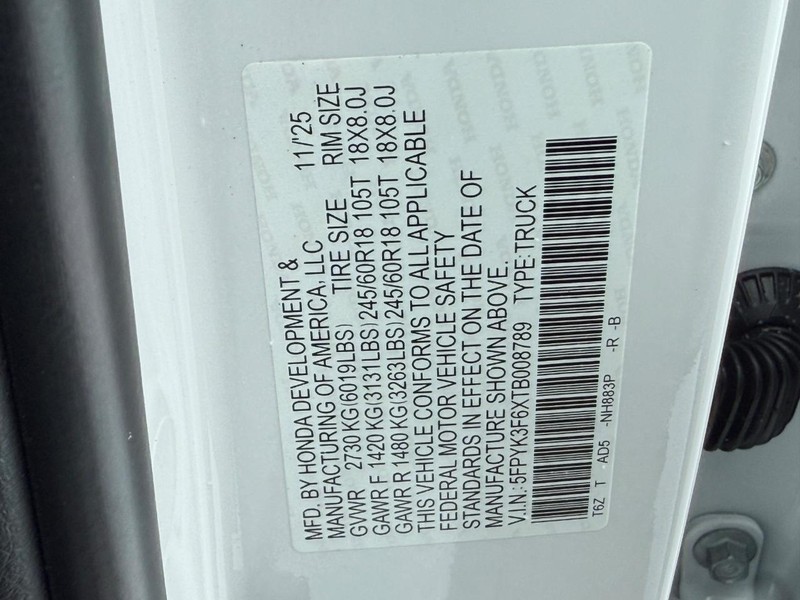 MFD. BY HONDA DEVELOPMENT &
MANUFACTURING OF AMERICA, LLC 11/'25
GVWR 2730 KG(6019LBS) TIRE SIZE RIM SIZE
GAWR F 1420 KG(3131LBS)245/60R18 105T 18X8.0J
GAWR R 1480 KG(3263LBS)245/60R18 105T 18X8.0J
THIS VEHICLE CONFORMS TO ALL APPLICABLE
FEDERAL MOTOR VEHICLE SAFETY
STANDARDS IN EFFECT ON THE DATE OF
MANUFACTURE SHOWN ABOVE.
V.I.N.:5FPYK3F6XTB008789 TYPE:TRUCK
T6Z T AD5 -NH883P -R -B